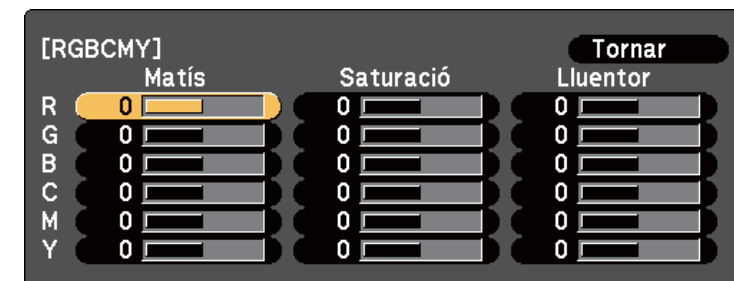 [RGBCMY] Tornar
Matís Saturació Lluentor
R 0 0 0
G 0 0 0
B 0 0 0
C 0 0 0
M 0 0 0
Y 0 0 0